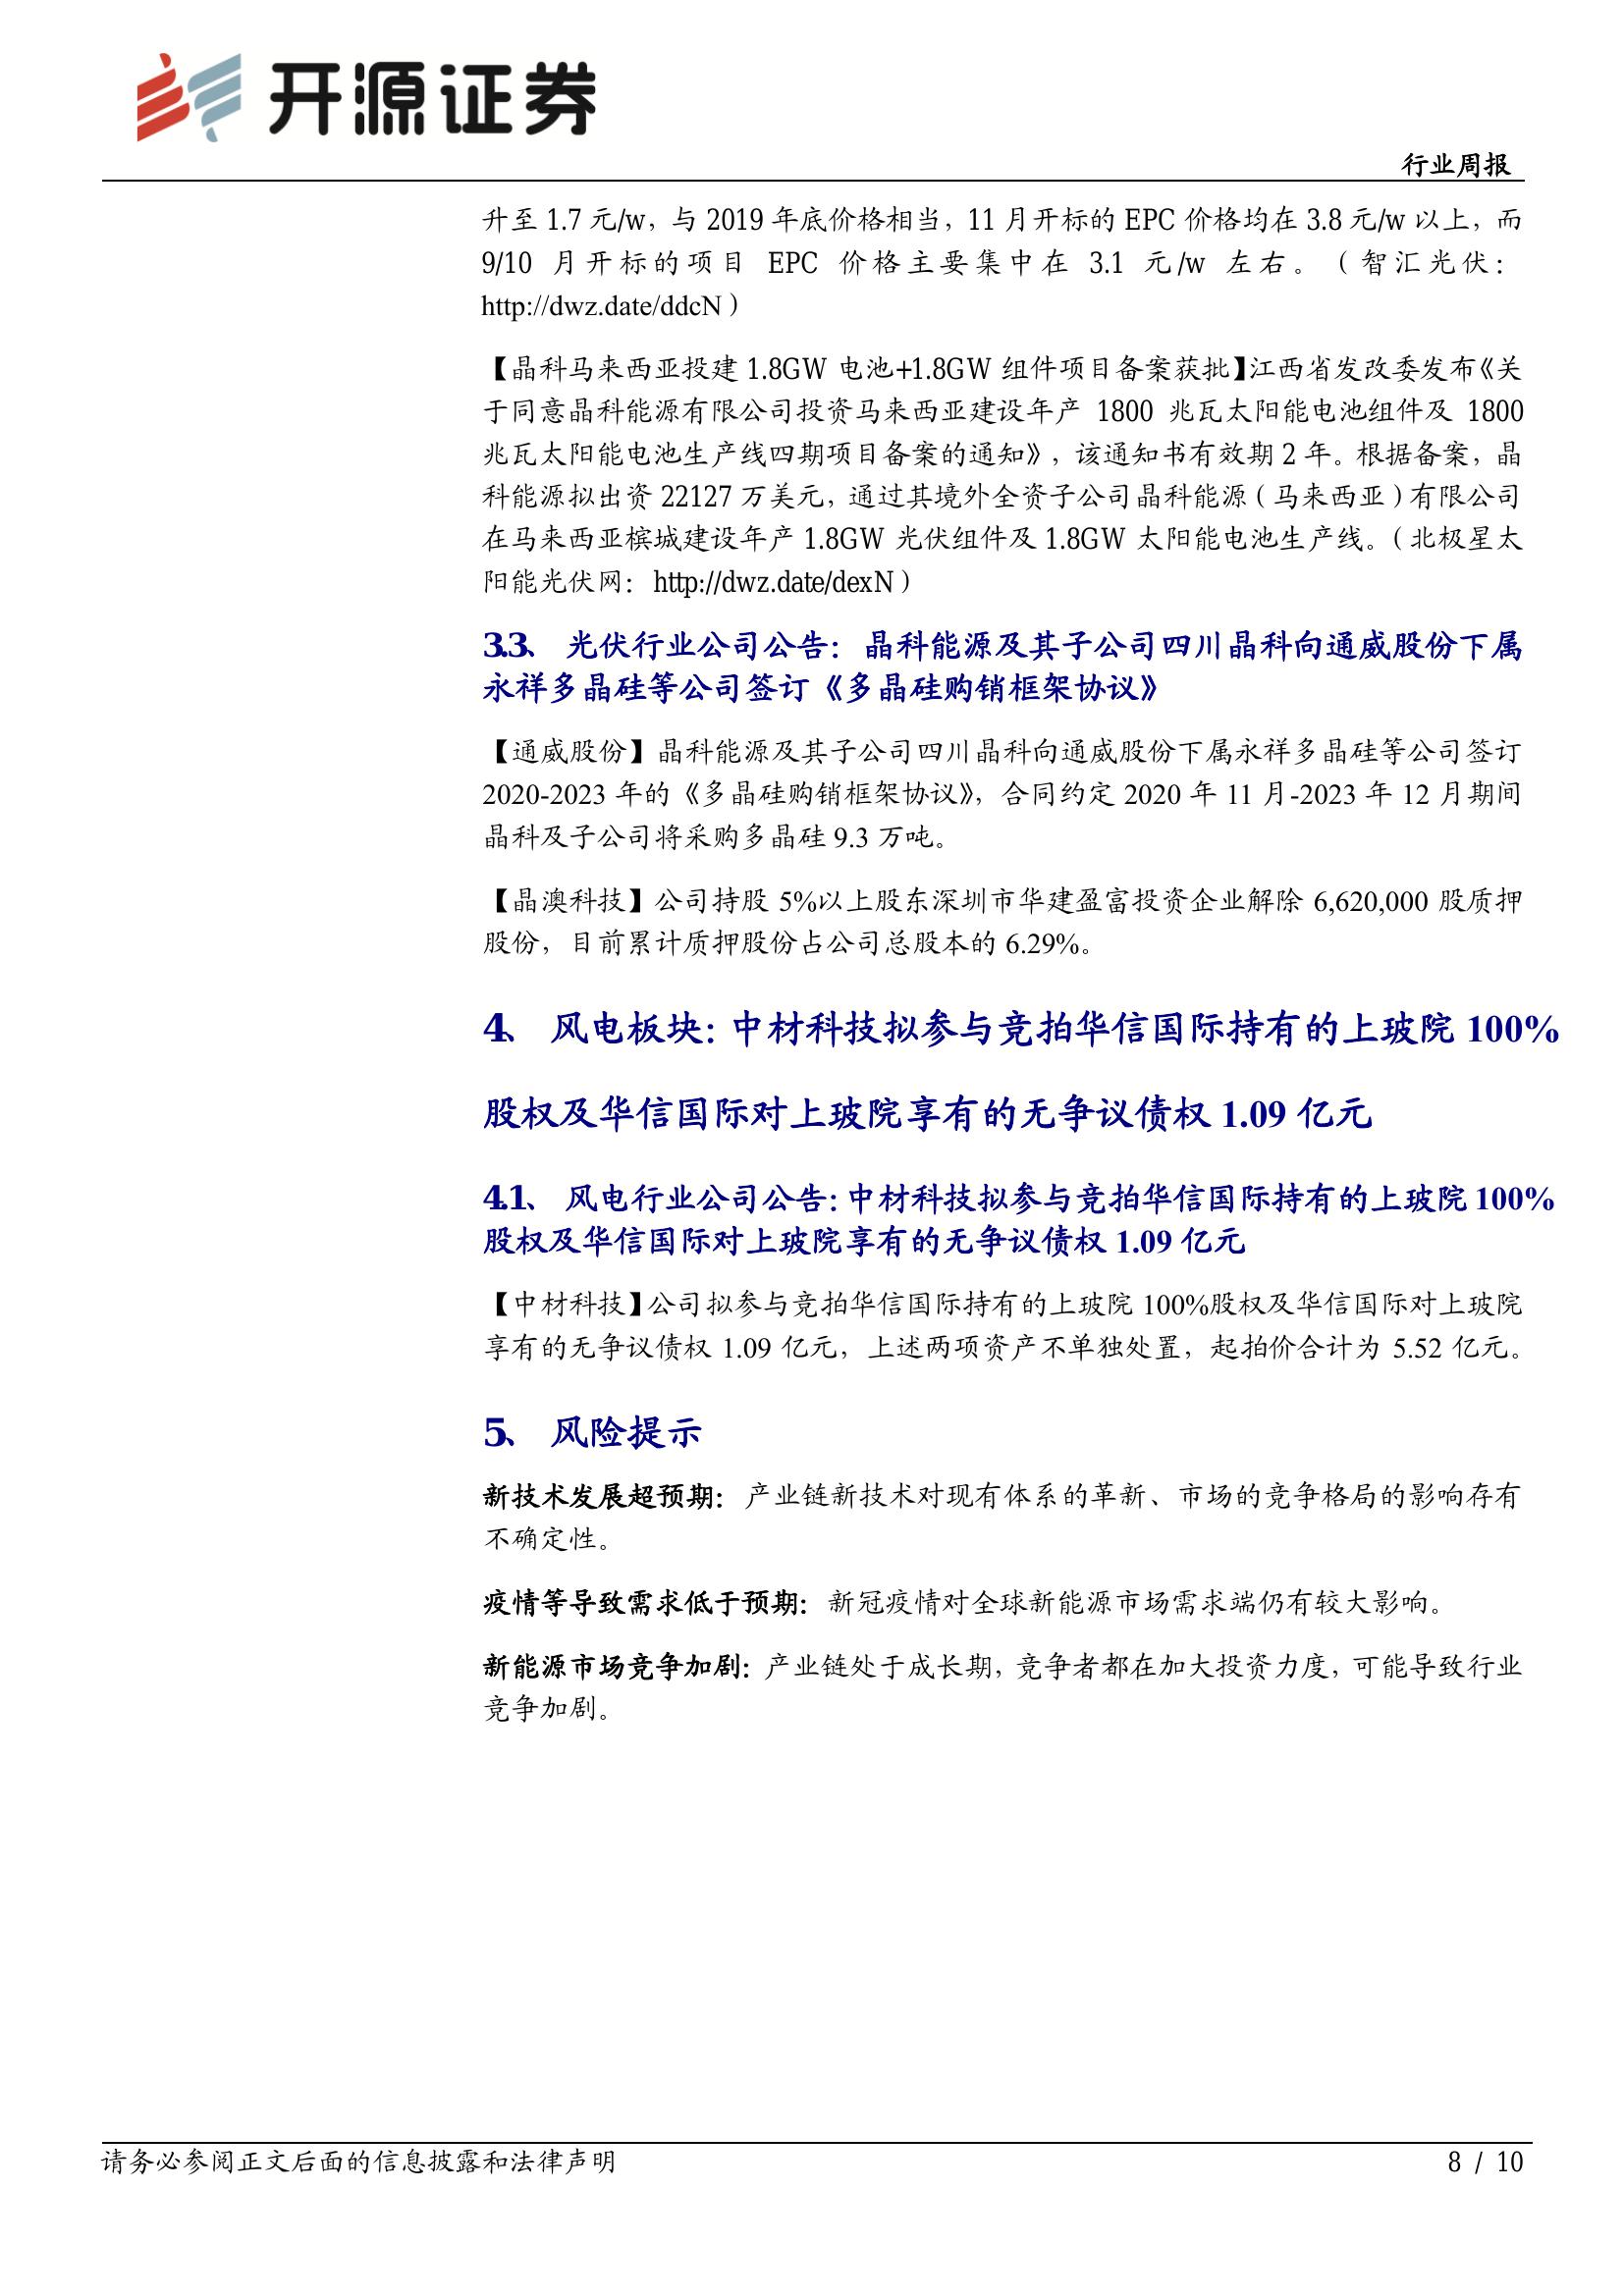 开源证券
行业周报
升至 1.7 元/w，与 2019 年底价格相当，11 月开标的 EPC 价格均在 3.8 元/w 以上，而
9/10 月开标的项目 EPC 价格主要集中在 3.1 元/w 左右。（智汇光伏：
http://dwz.date/ddcN）
【晶科马来西亚投建 1.8GW 电池+1.8GW 组件项目备案获批】江西省发改委发布《关
于同意晶科能源有限公司投资马来西亚建设年产 1800 兆瓦太阳能电池组件及 1800
兆瓦太阳能电池生产线四期项目备案的通知》，该通知书有效期 2 年。根据备案，晶
科能源拟出资 22127 万美元，通过其境外全资子公司晶科能源（马来西亚）有限公司
在马来西亚槟城建设年产 1.8GW 光伏组件及 1.8GW 太阳能电池生产线。（北极星太
阳能光伏网：http://dwz.date/dexN）
3.3、 光伏行业公司公告：晶科能源及其子公司四川晶科向通威股份下属
永祥多晶硅等公司签订《多晶硅购销框架协议》
【通威股份】晶科能源及其子公司四川晶科向通威股份下属永祥多晶硅等公司签订
2020-2023 年的《多晶硅购销框架协议》，合同约定 2020 年 11 月-2023 年 12 月期间
晶科及子公司将采购多晶硅 9.3 万吨。
【晶澳科技】公司持股 5%以上股东深圳市华建盈富投资企业解除 6,620,000 股质押
股份，目前累计质押股份占公司总股本的 6.29%。
4、 风电板块：中材科技拟参与竞拍华信国际持有的上玻院 100%
股权及华信国际对上玻院享有的无争议债权 1.09 亿元
4.1、 风电行业公司公告：中材科技拟参与竞拍华信国际持有的上玻院 100%
股权及华信国际对上玻院享有的无争议债权 1.09 亿元
【中材科技】公司拟参与竞拍华信国际持有的上玻院 100%股权及华信国际对上玻院
享有的无争议债权 1.09 亿元，上述两项资产不单独处置，起拍价合计为 5.52 亿元。
5、 风险提示
新技术发展超预期：产业链新技术对现有体系的革新、市场的竞争格局的影响存有
不确定性。
疫情等导致需求低于预期：新冠疫情对全球新能源市场需求端仍有较大影响。
新能源市场竞争加剧：产业链处于成长期，竞争者都在加大投资力度，可能导致行业
竞争加剧。
请务必参阅正文后面的信息披露和法律声明
8 / 10